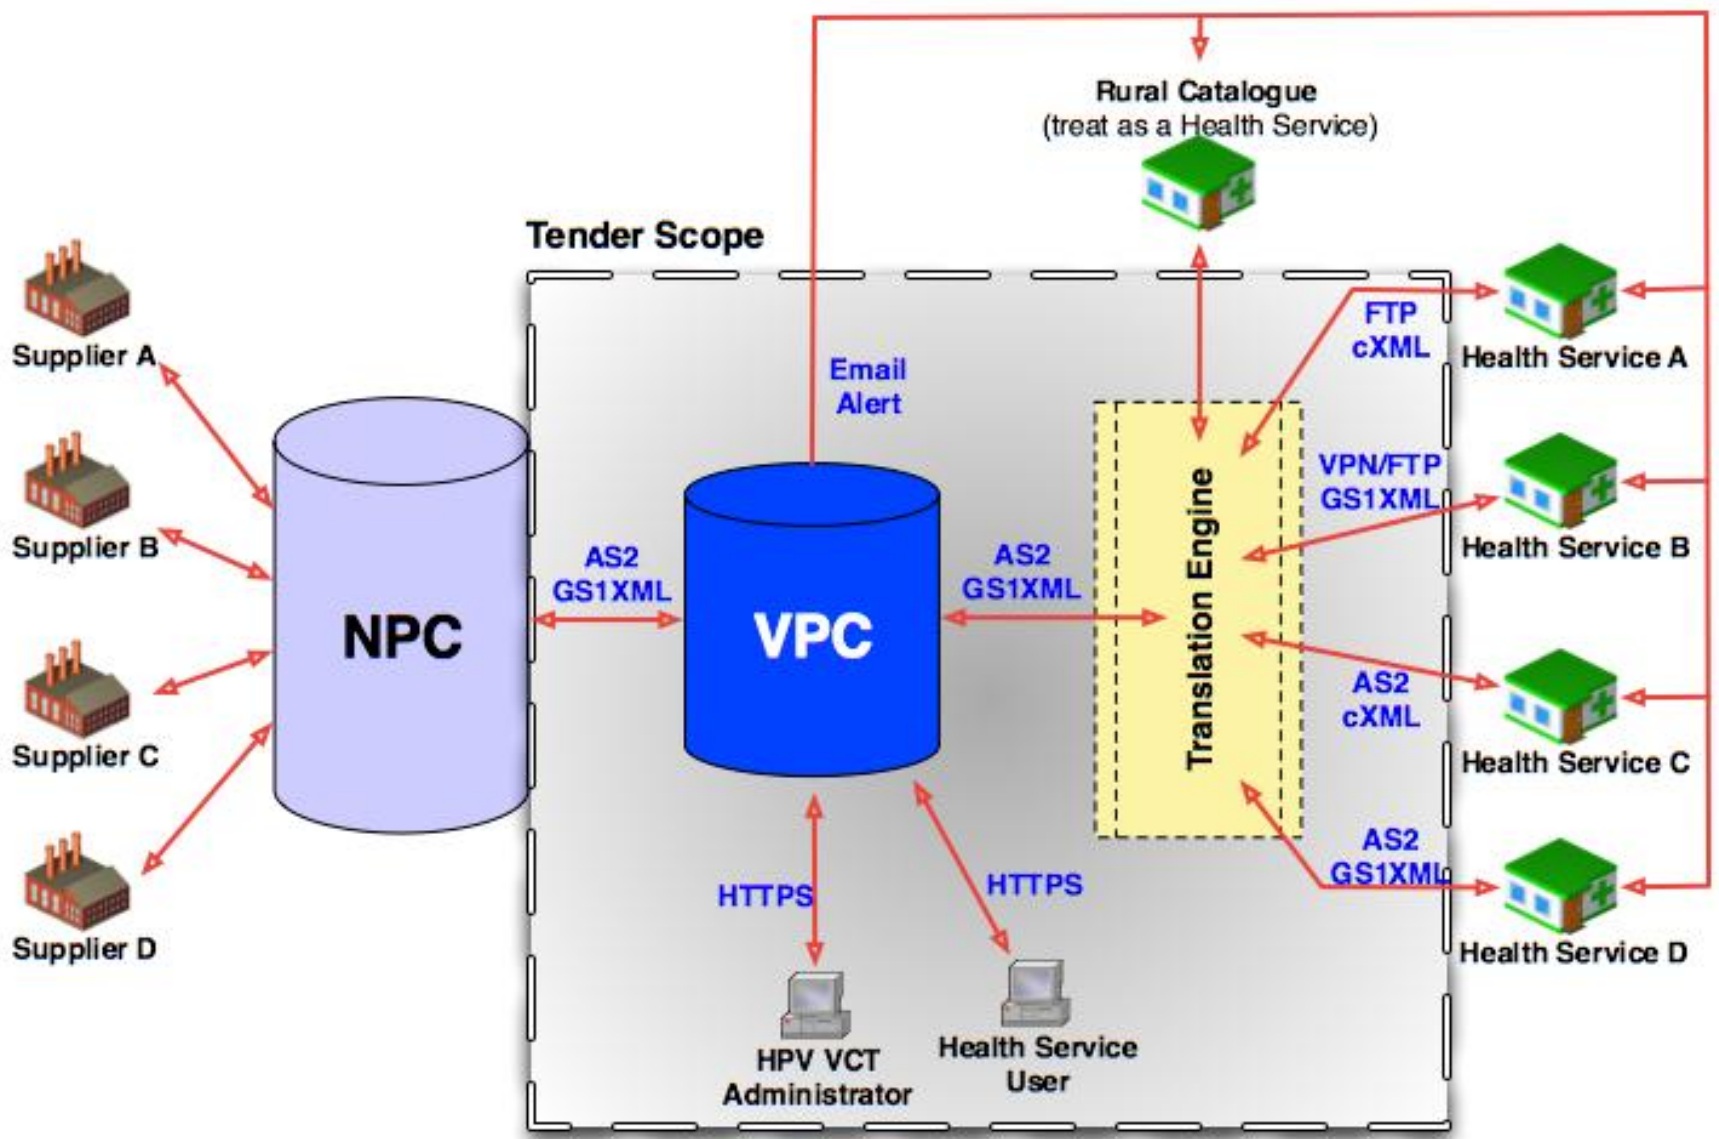 Rural Catalogue
(treat as a Health Service)
Tender Scope
Supplier A
Supplier B
Supplier C
Supplier D
NPC
AS2
GS1XML
VPC
Email
Alert
AS2
GS1XML
Translation Engine
FTP
cXML
VPN/FTP
GS1XML
AS2
cXML
AS2
GS1XML
Health Service A
Health Service B
Health Service C
Health Service D
HTTPS
HTTPS
HPV VCT
Administrator
Health Service
User